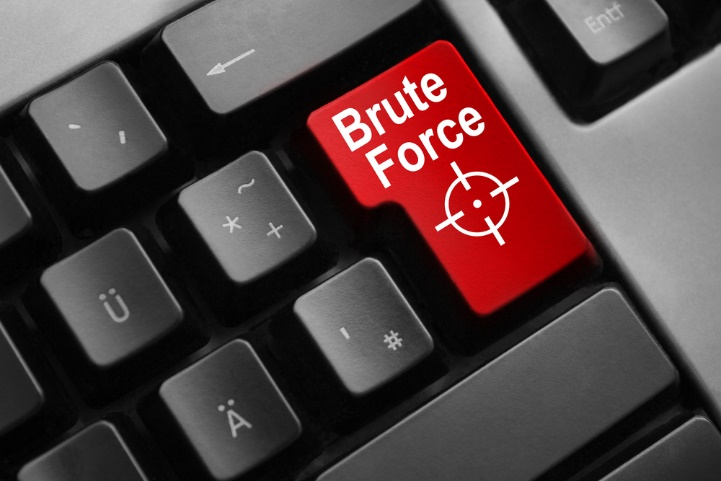 Entf
Brute
Force
~
* +
Ü
' #
Ä